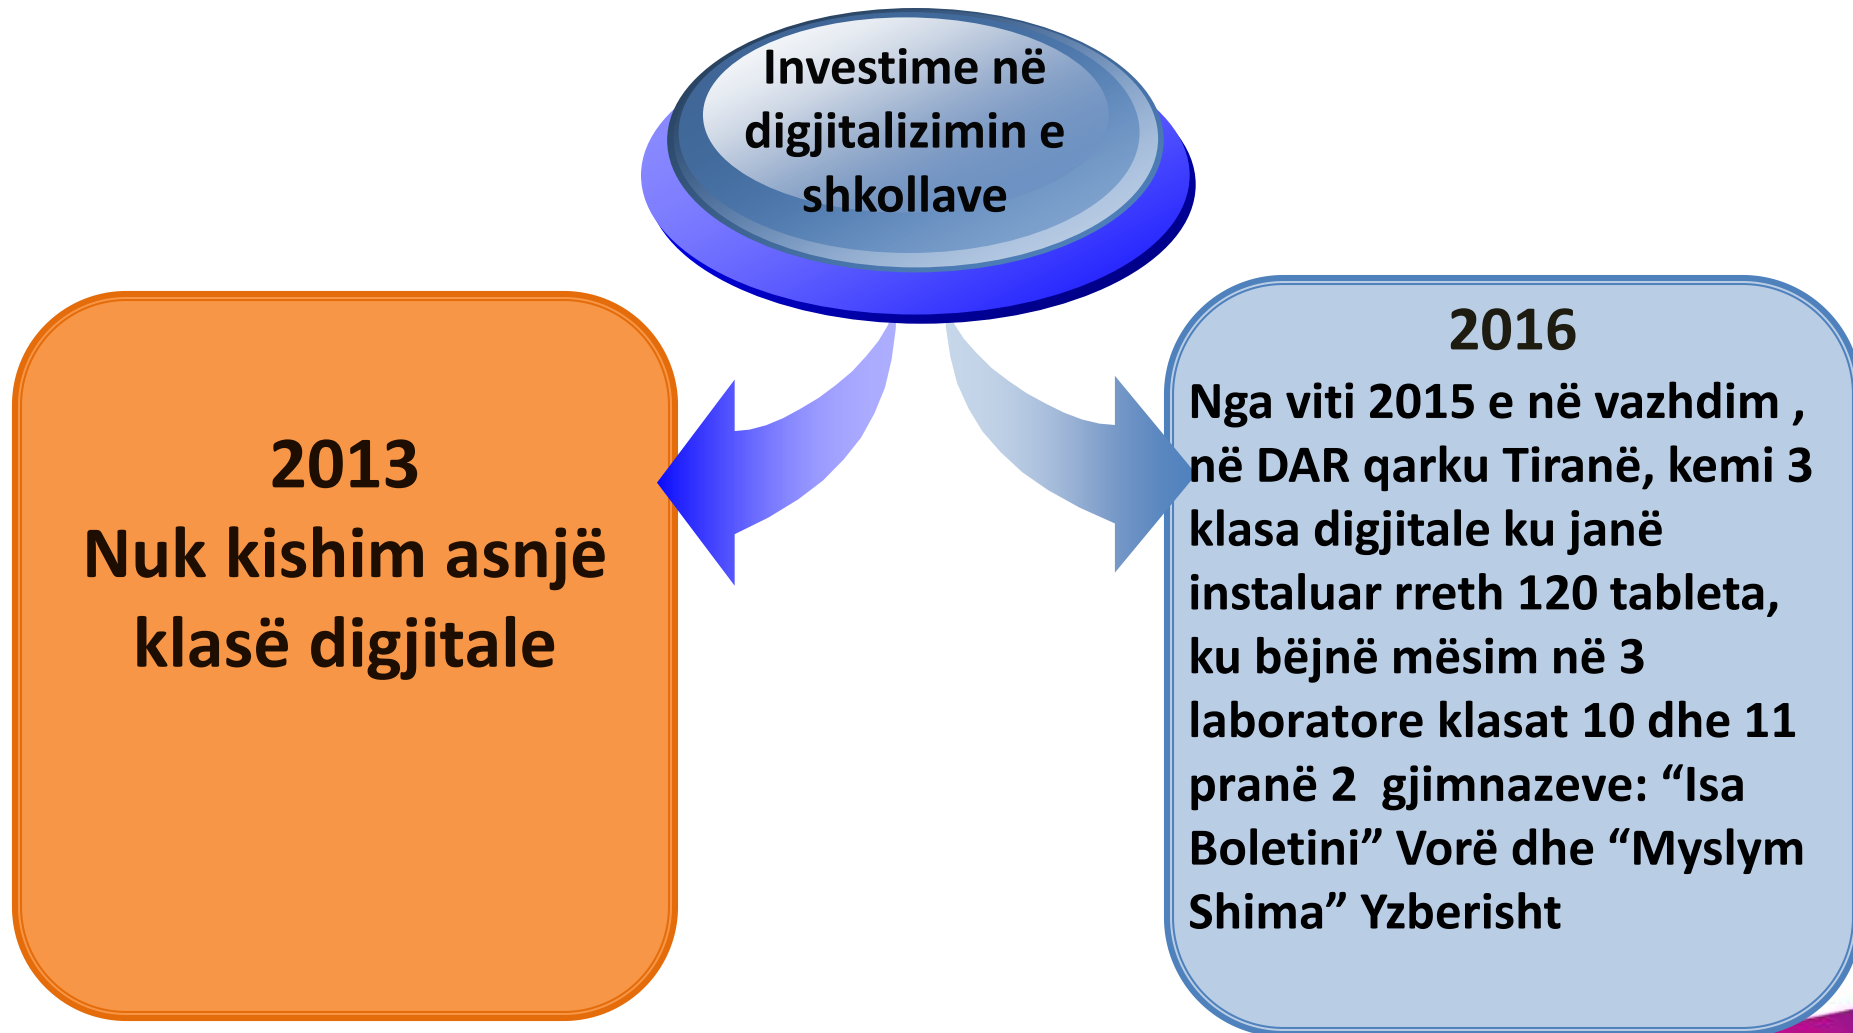 Investime në
digjitalizimin e
shkollave
2013
Nuk kishim asnjë
klasë digjitale
2016
Nga viti 2015 e në vazhdim ,
në DAR qarku Tiranë, kemi 3
klasa digjitale ku janë
instaluar rreth 120 tableta,
ku bëjnë mësim në 3
laboratore klasat 10 dhe 11
pranë 2  gjimnazeve: “Isa
Boletini” Vorë dhe “Myslym
Shima” Yzberisht